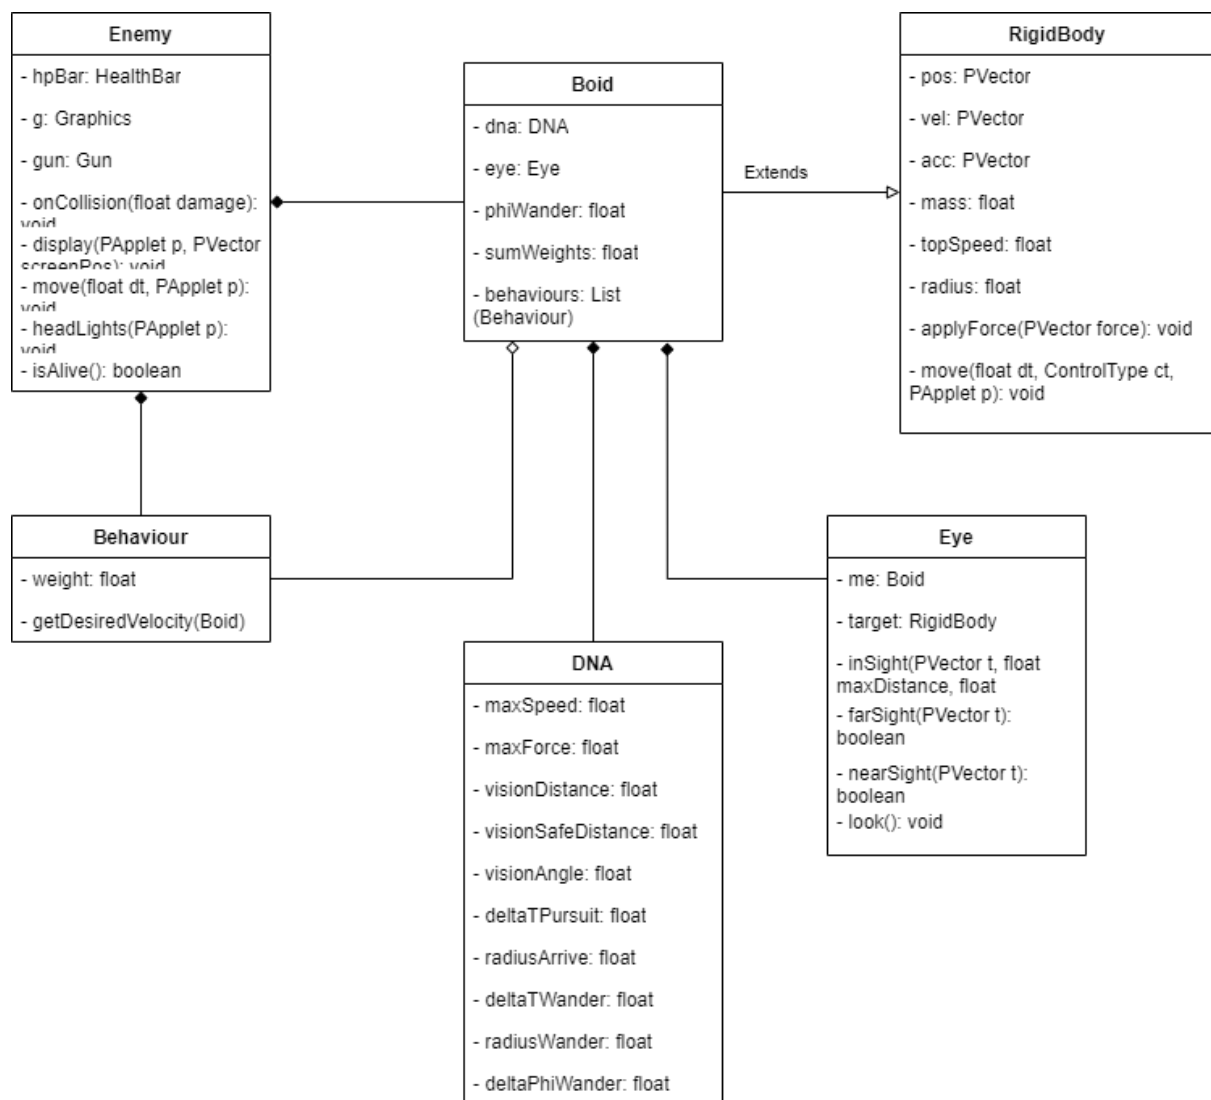 Enemy
- hpBar: HealthBar
- g: Graphics
- gun: Gun
- onCollision(float damage):
void
- display(PApplet p, PVector
screenPos): void
- move(float dt, PApplet p):
void
- headLights(PApplet p):
void
- isAlive(): boolean
Boid
- dna: DNA
- eye: Eye
- phiWander: float
- sumWeights: float
- behaviours: List
(Behaviour)
Extends
RigidBody
- pos: PVector
- vel: PVector
- acc: PVector
- mass: float
- topSpeed: float
- radius: float
- applyForce(PVector force): void
- move(float dt, ControlType ct,
PApplet p): void
Behaviour
- weight: float
- getDesiredVelocity(Boid)
DNA
- maxSpeed: float
- maxForce: float
- visionDistance: float
- visionSafeDistance: float
- visionAngle: float
- deltaTPursuit: float
- radiusArrive: float
- deltaTWander: float
- radiusWander: float
- deltaPhiWander: float
Eye
- me: Boid
- target: RigidBody
- inSight(PVector t, float
maxDistance, float
- farSight(PVector t):
boolean
- nearSight(PVector t):
boolean
- look(): void